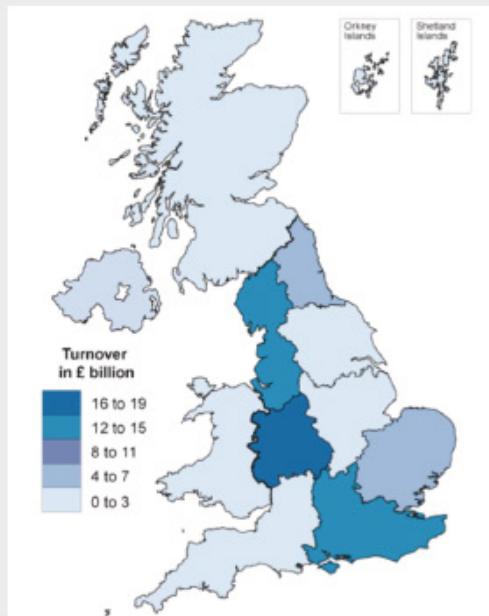 Orkney
Islands
Shetland
Islands
Turnover
in £ billion
16 to 19
12 to 15
8 to 11
4 to 7
0 to 3